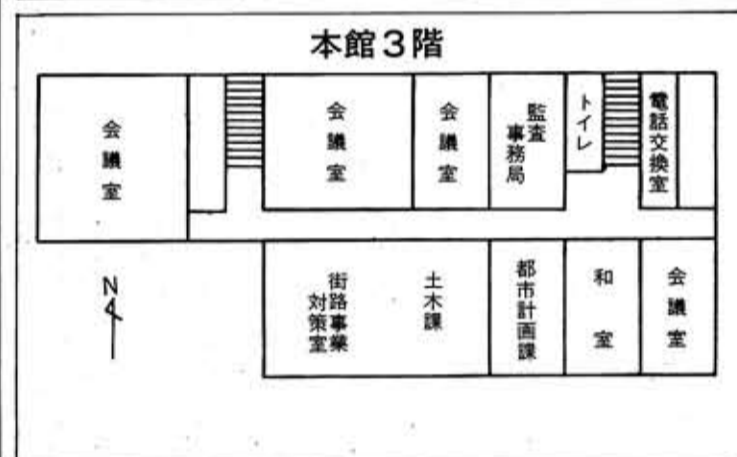 本館3階
会議室
会議室
会議室
監査
事務局
トイレ
電話交換室
街路事業
対策室
土木課
都市計画課
和室
会議室
N